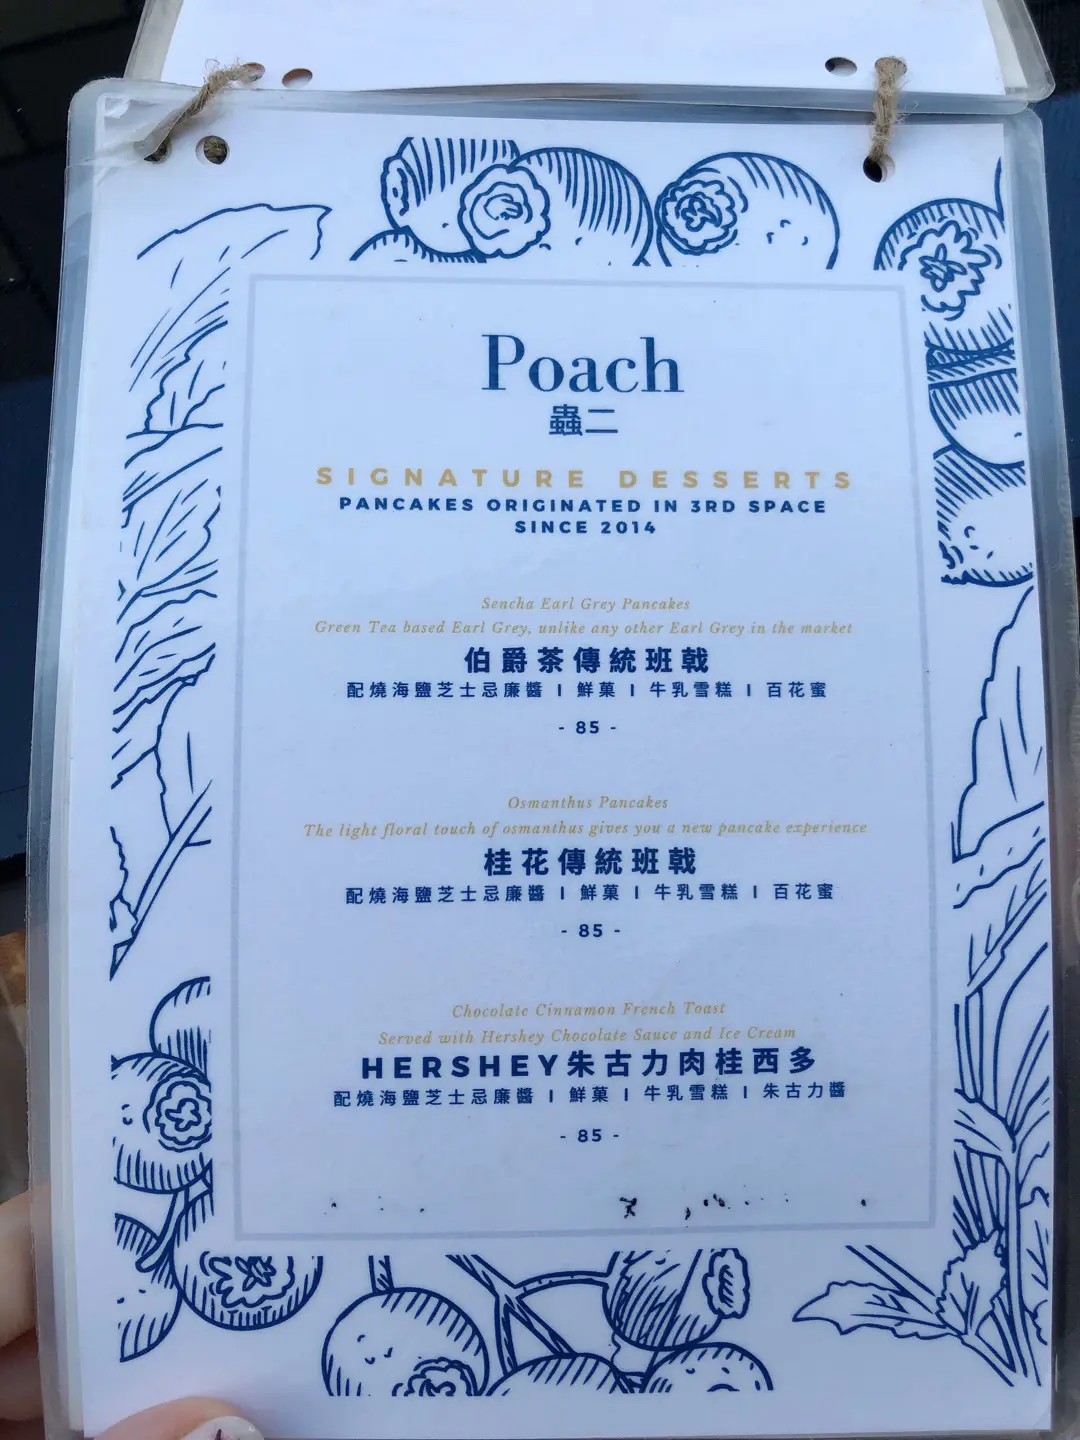 Poach
蟲二
SIGNATURE DESSERTS
PANCAKES ORIGINATED IN 3RD SPACE
SINCE 2014
Sencha Earl Grey Pancakes
Green Tea based Earl Grey, unlike any other Earl Grey in the market
伯爵茶傳統班戟
配燒海鹽芝士忌廉醬 I 鮮菓 I 牛乳雪糕 I 百花蜜
- 85 -
Osmanthus Pancakes
The light floral touch of osmanthus gives you a new pancake experience
桂花傳統班戟
配燒海鹽芝士忌廉醬 I 鮮菓 I 牛乳雪糕 I 百花蜜
- 85 -
Chocolate Cinnamon French Toast
Served with Hershey Chocolate Sauce and Ice Cream
HERSHEY朱古力肉桂西多
配燒海鹽芝士忌廉醬 I 鮮菓 I 牛乳雪糕 I 朱古力醬
- 85 -